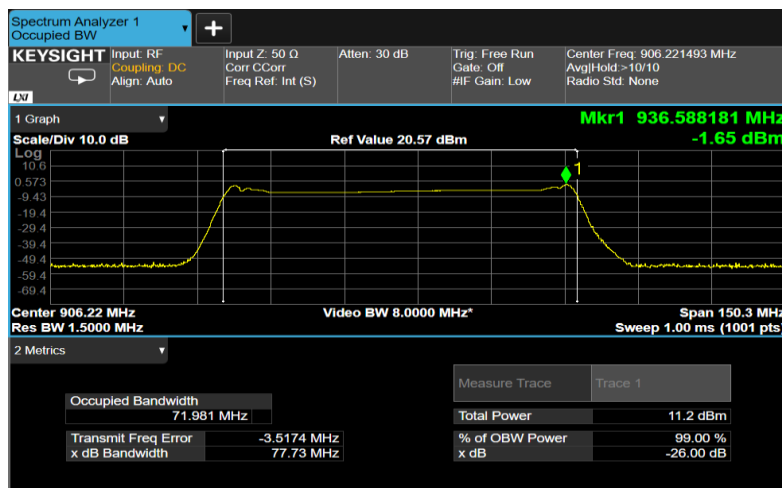 Spectrum Analyzer 1
Occupied BW
+
KEYSIGHT
LXI
Input: RF
Coupling: DC
Align: Auto
Input Z: 50 Ω
Corr CCorr
Freq Ref: Int (S)
Atten: 30 dB
Trig: Free Run
Gate: Off
#IF Gain: Low
Center Freq: 906.221493 MHz
Avg|Hold:>10/10
Radio Std: None
1 Graph
Mkr1 936.588181 MHz
Scale/Div 10.0 dB
Ref Value 20.57 dBm
-1.65 dBm
Log
10.6
0.573
-9.43
-19.4
-29.4
-39.4
-49.4
-59.4
-69.4
1
Center 906.22 MHz
Video BW 8.0000 MHz*
Span 150.3 MHz
Res BW 1.5000 MHz
Sweep 1.00 ms (1001 pts)
2 Metrics
Measure Trace
Trace 1
Occupied Bandwidth
71.981 MHz
Total Power
11.2 dBm
Transmit Freq Error
-3.5174 MHz
% of OBW Power
99.00 %
x dB Bandwidth
77.73 MHz
x dB
-26.00 dB